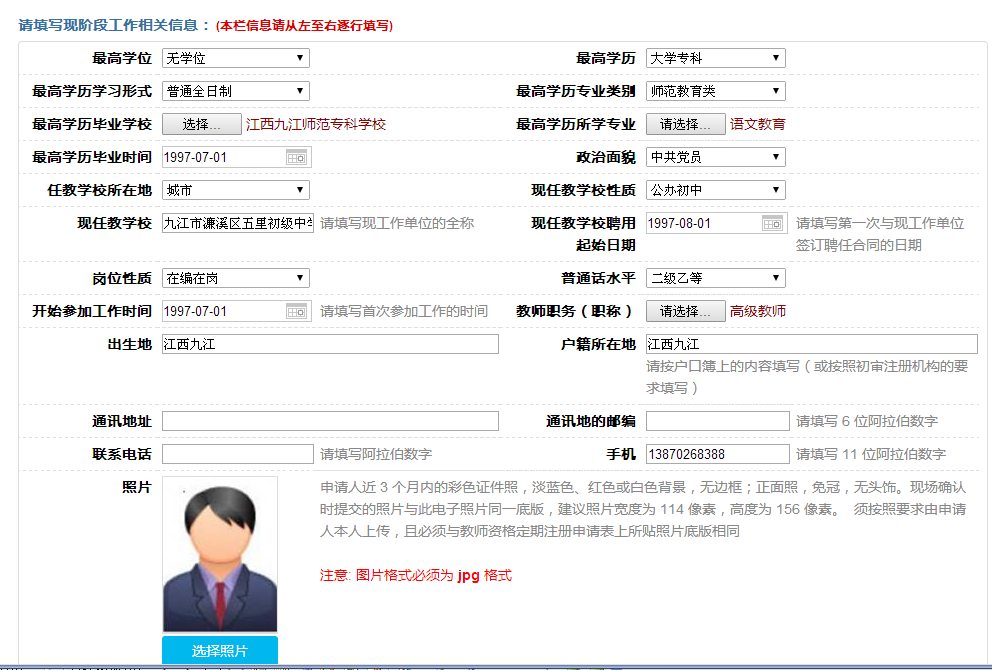 请填写现阶段工作相关信息：(本栏信息请从左至右逐行填写)
最高学位 无学位 最高学历 大学专科
最高学历学习形式 普通全日制 最高学历专业类别 师范教育类
最高学历毕业学校 选择... 江西九江师范专科学校 最高学历所学专业 请选择... 语文教育
最高学历毕业时间 1997-07-01 政治面貌 中共党员
任教学校所在地 城市 现任教学校性质 公办初中
现任教学校 九江市濂溪区五里初级中学 请填写现工作单位的全称 现任教学校聘用 1997-08-01 请填写第一次与现工作单位
起始日期 签订聘任合同的日期
岗位性质 在编在岗 普通话水平 二级乙等
开始参加工作时间 1997-07-01 请填写首次参加工作的时间 教师职务（职称） 请选择... 高级教师
出生地 江西九江 户籍所在地 江西九江
请按户口簿上的内容填写（或按照初审注册机构的要
求填写）
通讯地址 通讯地的邮编 请填写 6 位阿拉伯数字
联系电话 请填写阿拉伯数字 手机 13870268388 请填写 11 位阿拉伯数字
照片 申请人近 3 个月内的彩色证件照，淡蓝色、红色或白色背景，无边框；正面照，免冠，无头饰。现场确认
时提交的照片与此电子照片同一底版，建议照片宽度为 114 像素，高度为 156 像素。 须按照要求由申请
人本人上传，且必须与教师资格定期注册申请表上所贴照片底版相同
注意: 图片格式必须为 jpg 格式
选择照片